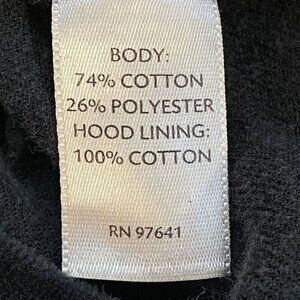 BODY:
74% COTTON
26% POLYESTER
HOOD LINING:
100% COTTON
RN 97641